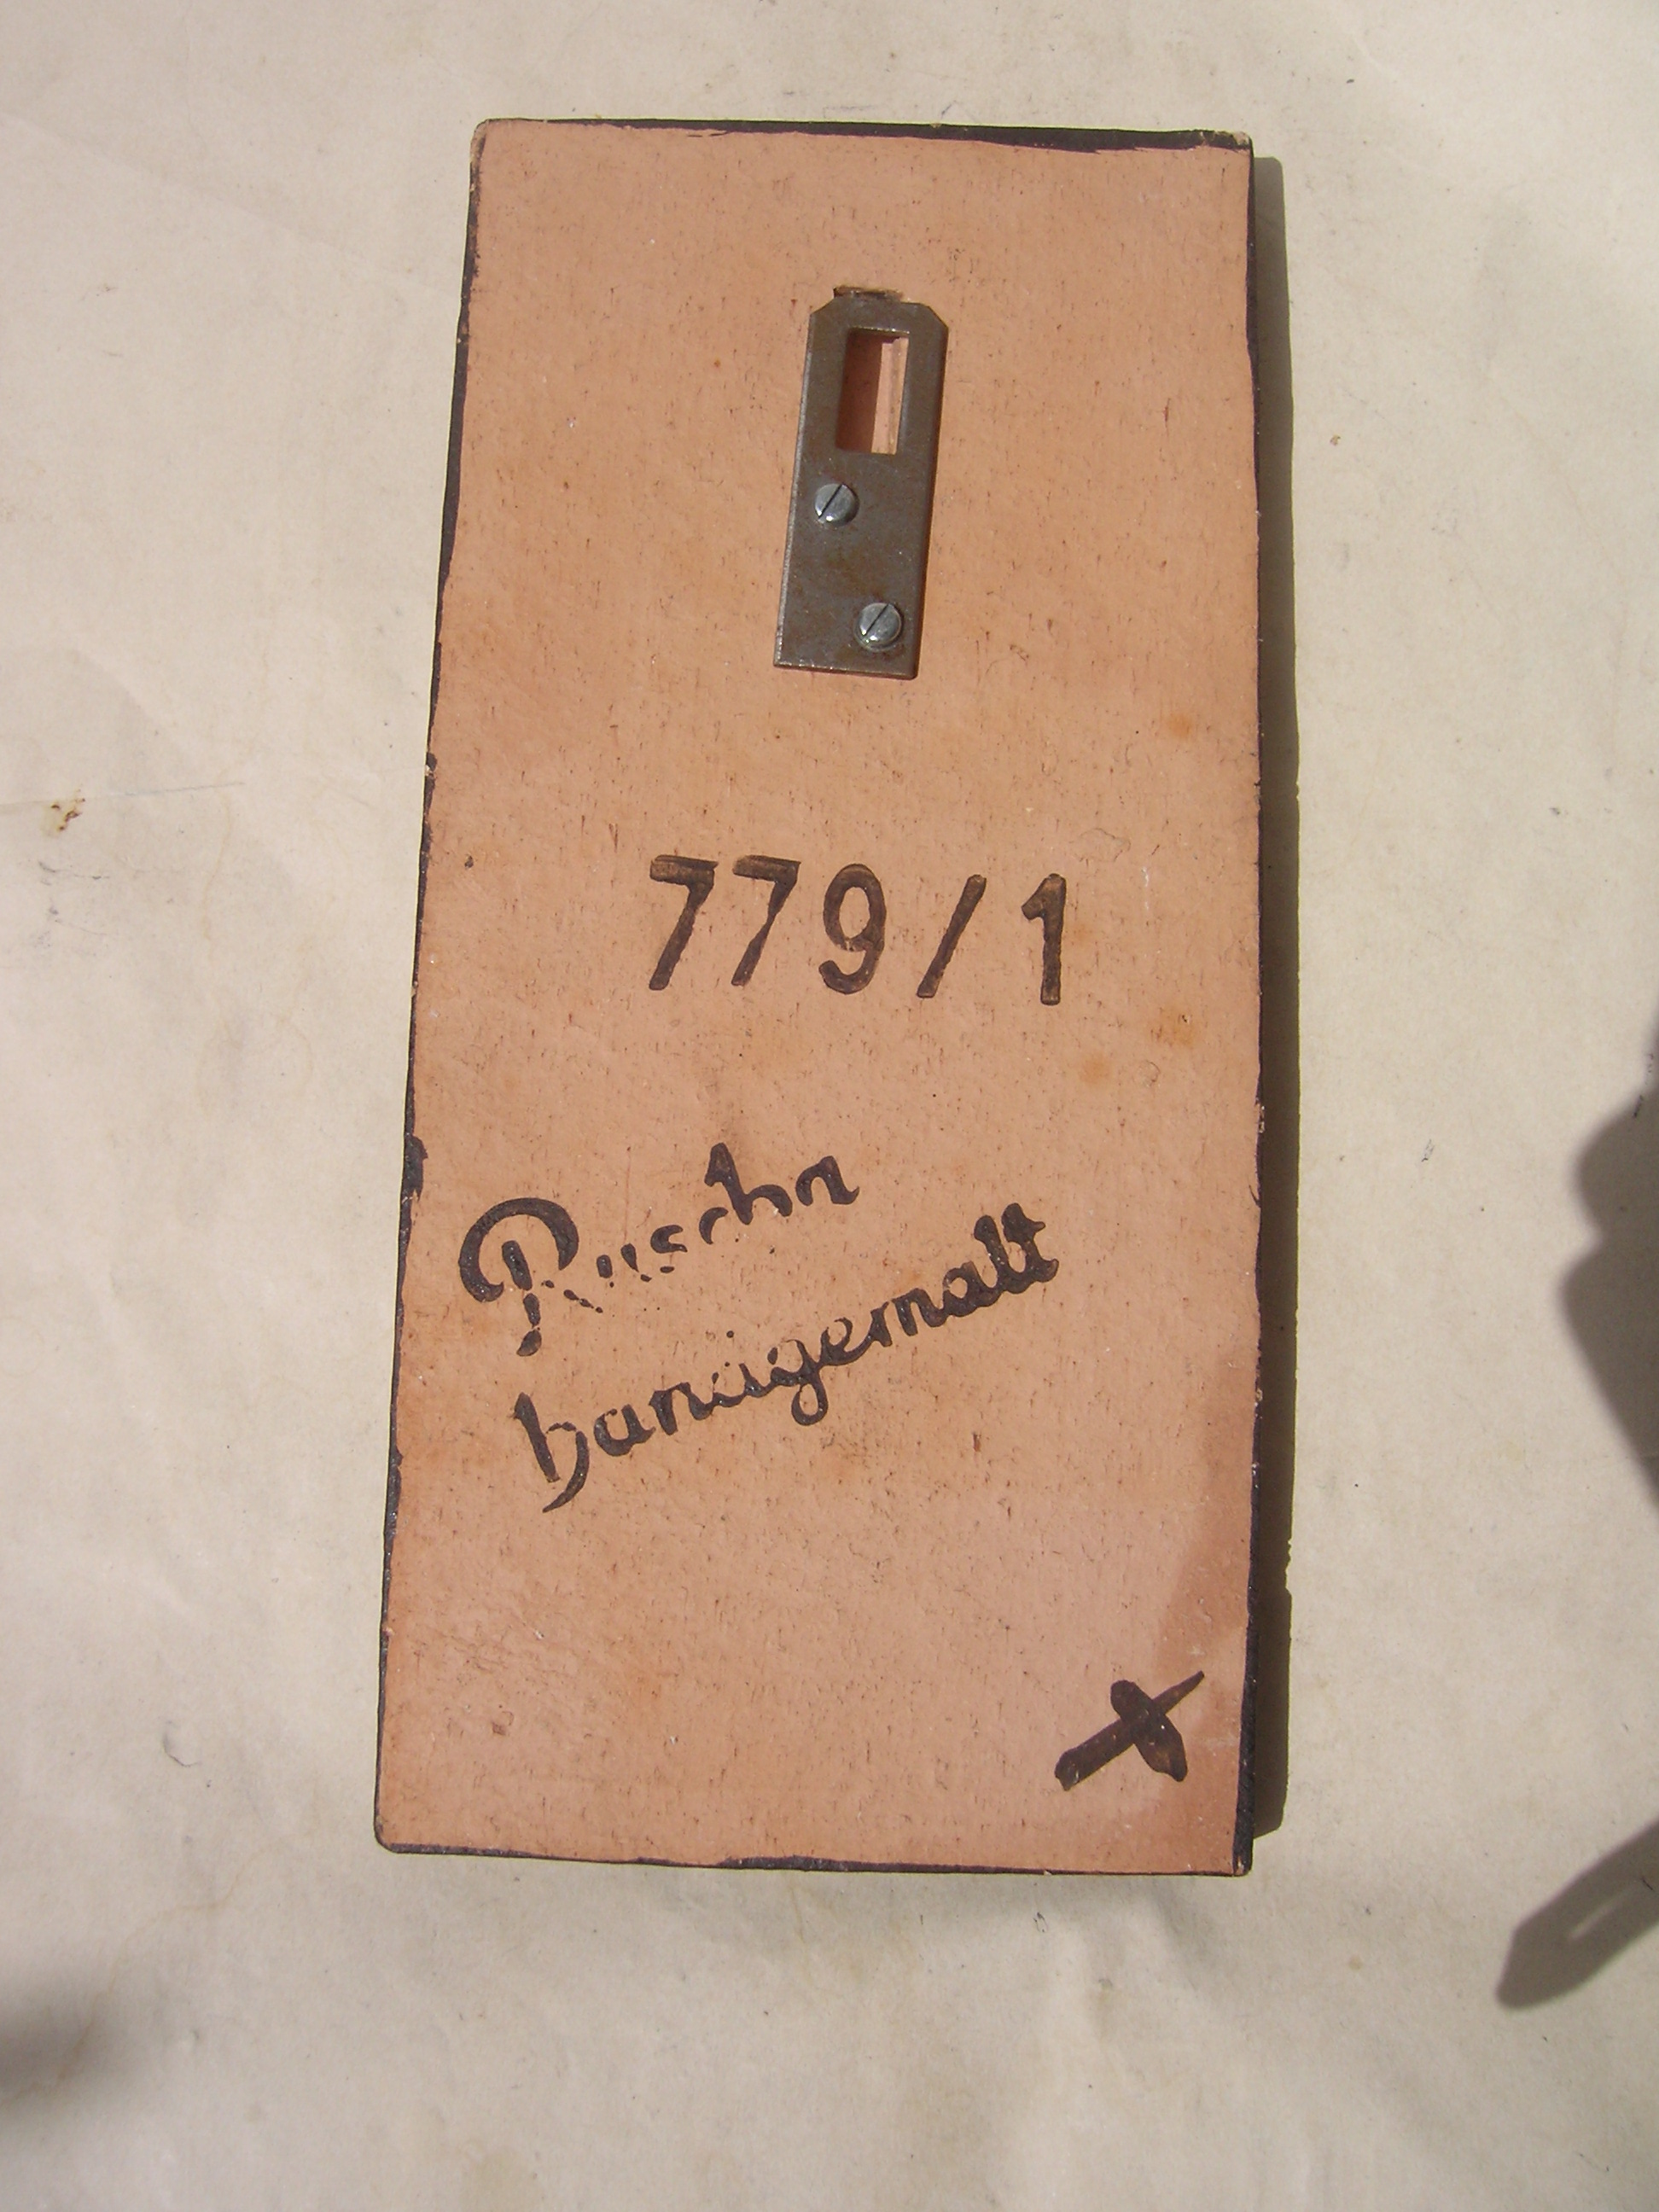 779/1
Ruscha
handgemalt
X